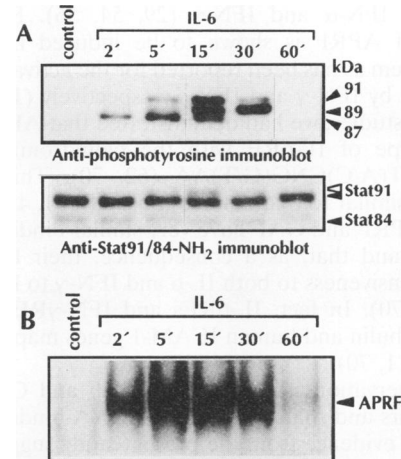 A
control
IL-6
2´ 5´ 15´ 30´ 60´
kDa
91
89
87
Anti-phosphotyrosine immunoblot
Stat91
Stat84
Anti-Stat91/84-NH2 immunoblot
B
control
IL-6
2´ 5´ 15´ 30´ 60´
APRF